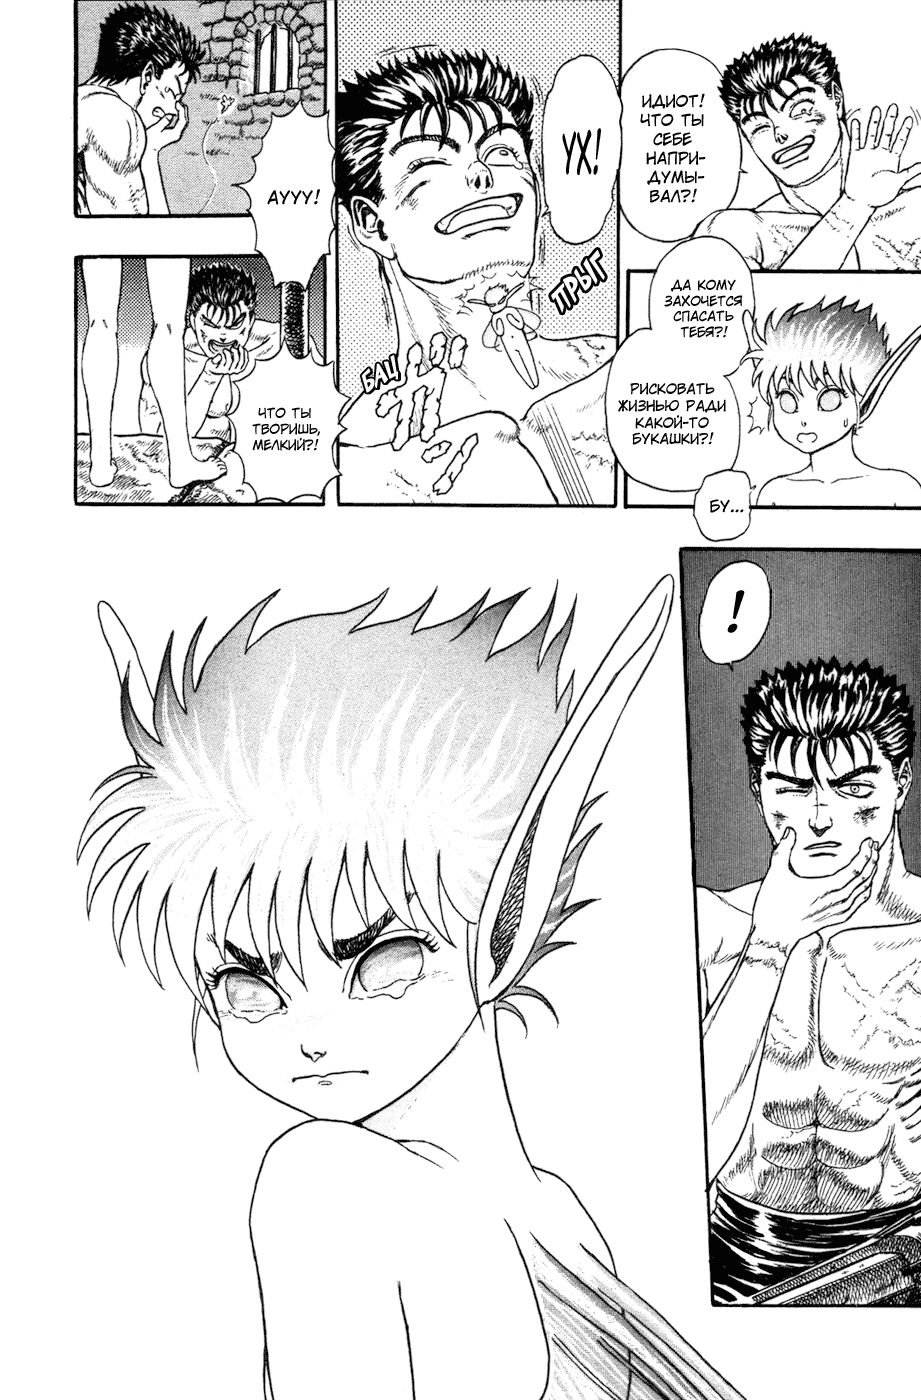 ИДИОТ!
ЧТО ТЫ
СЕБЕ
НАПРИ-
ДУМЫ-
ВАЛ?!
ДА КОМУ
ЗАХОЧЕТСЯ
СПАСАТЬ
ТЕБЯ?!
РИСКОВАТЬ
ЖИЗНЬЮ РАДИ
КАКОЙ-ТО
БУКАШКИ?!
БУ...
УХ!
ПРЫГ
БАЦ
АУУУ!
ЧТО ТЫ
ТВОРИШЬ,
МЕЛКИЙ?!
!